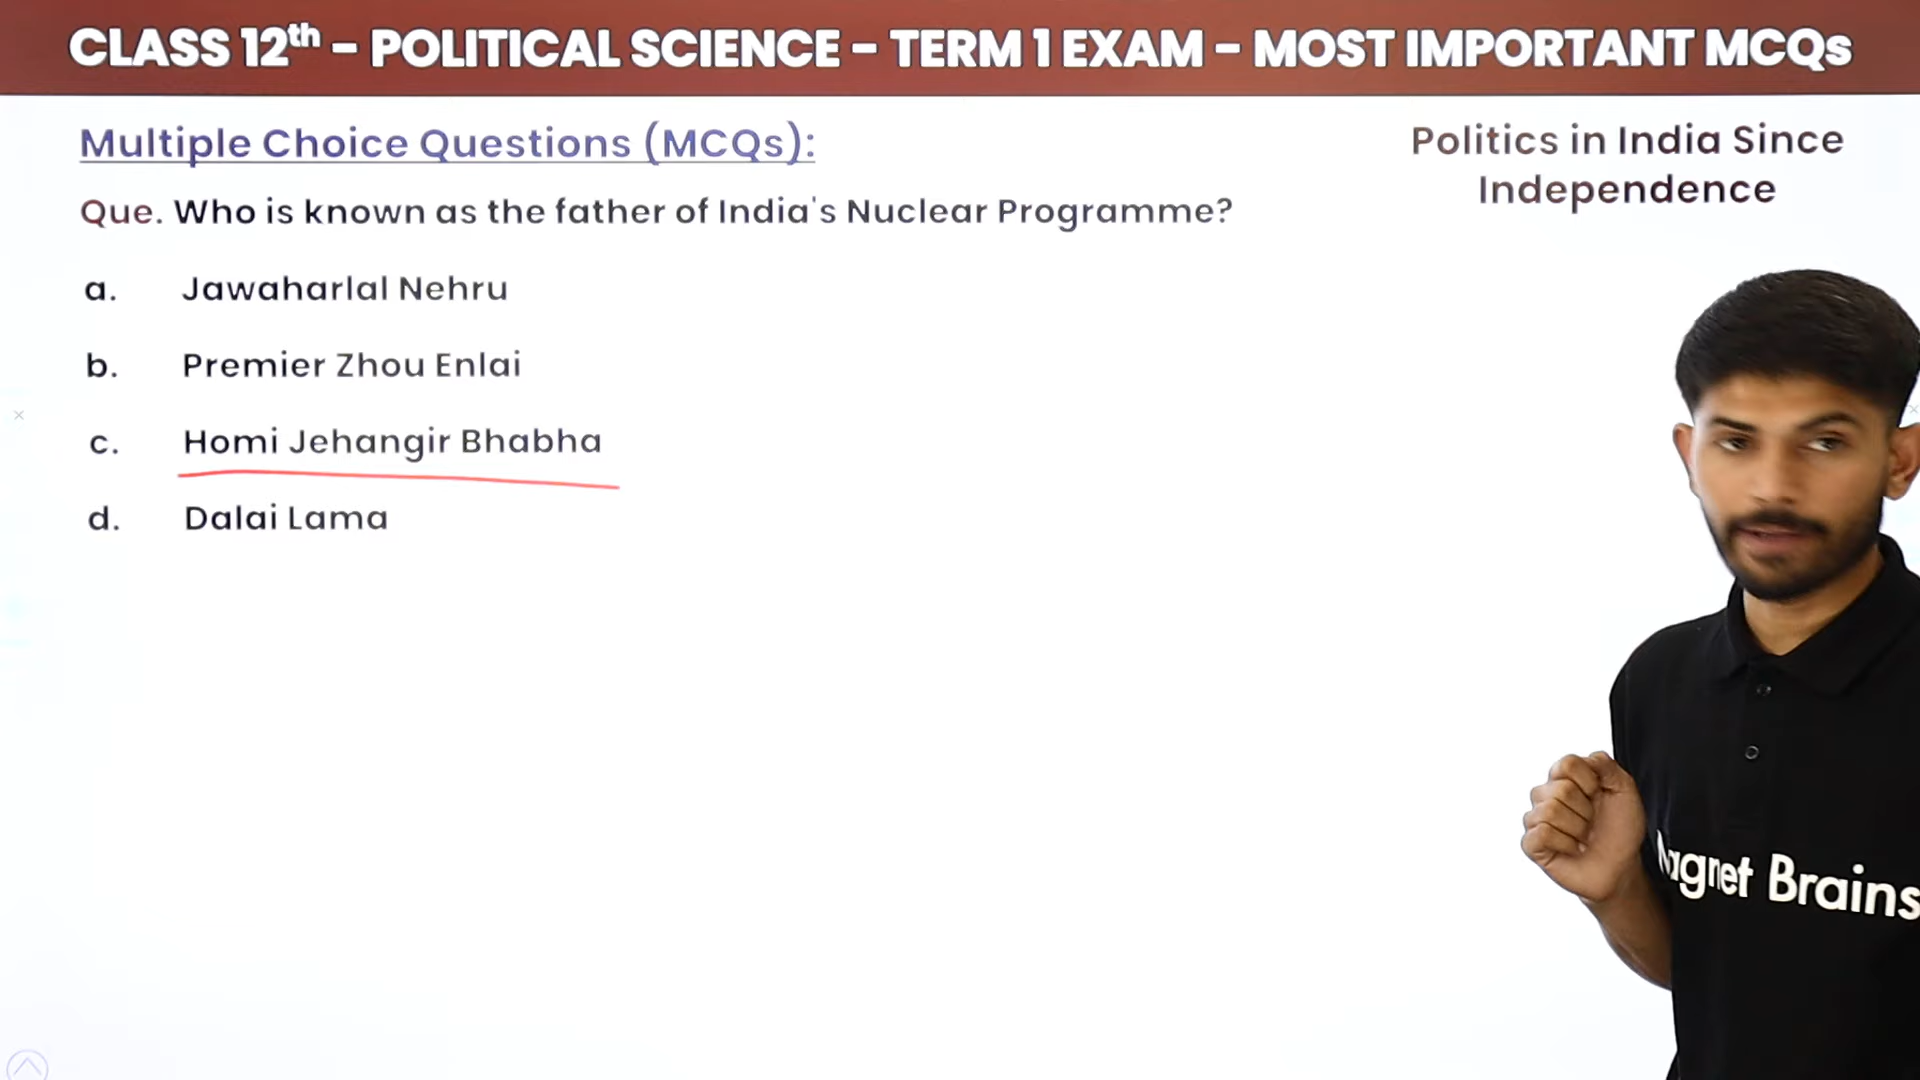 CLASS 12th – POLITICAL SCIENCE – TERM 1 EXAM – MOST IMPORTANT MCQs
Multiple Choice Questions (MCQs):
Politics in India Since
Independence
Que. Who is known as the father of India's Nuclear Programme?
a. Jawaharlal Nehru
b. Premier Zhou Enlai
c. Homi Jehangir Bhabha
d. Dalai Lama
Magnet Brains